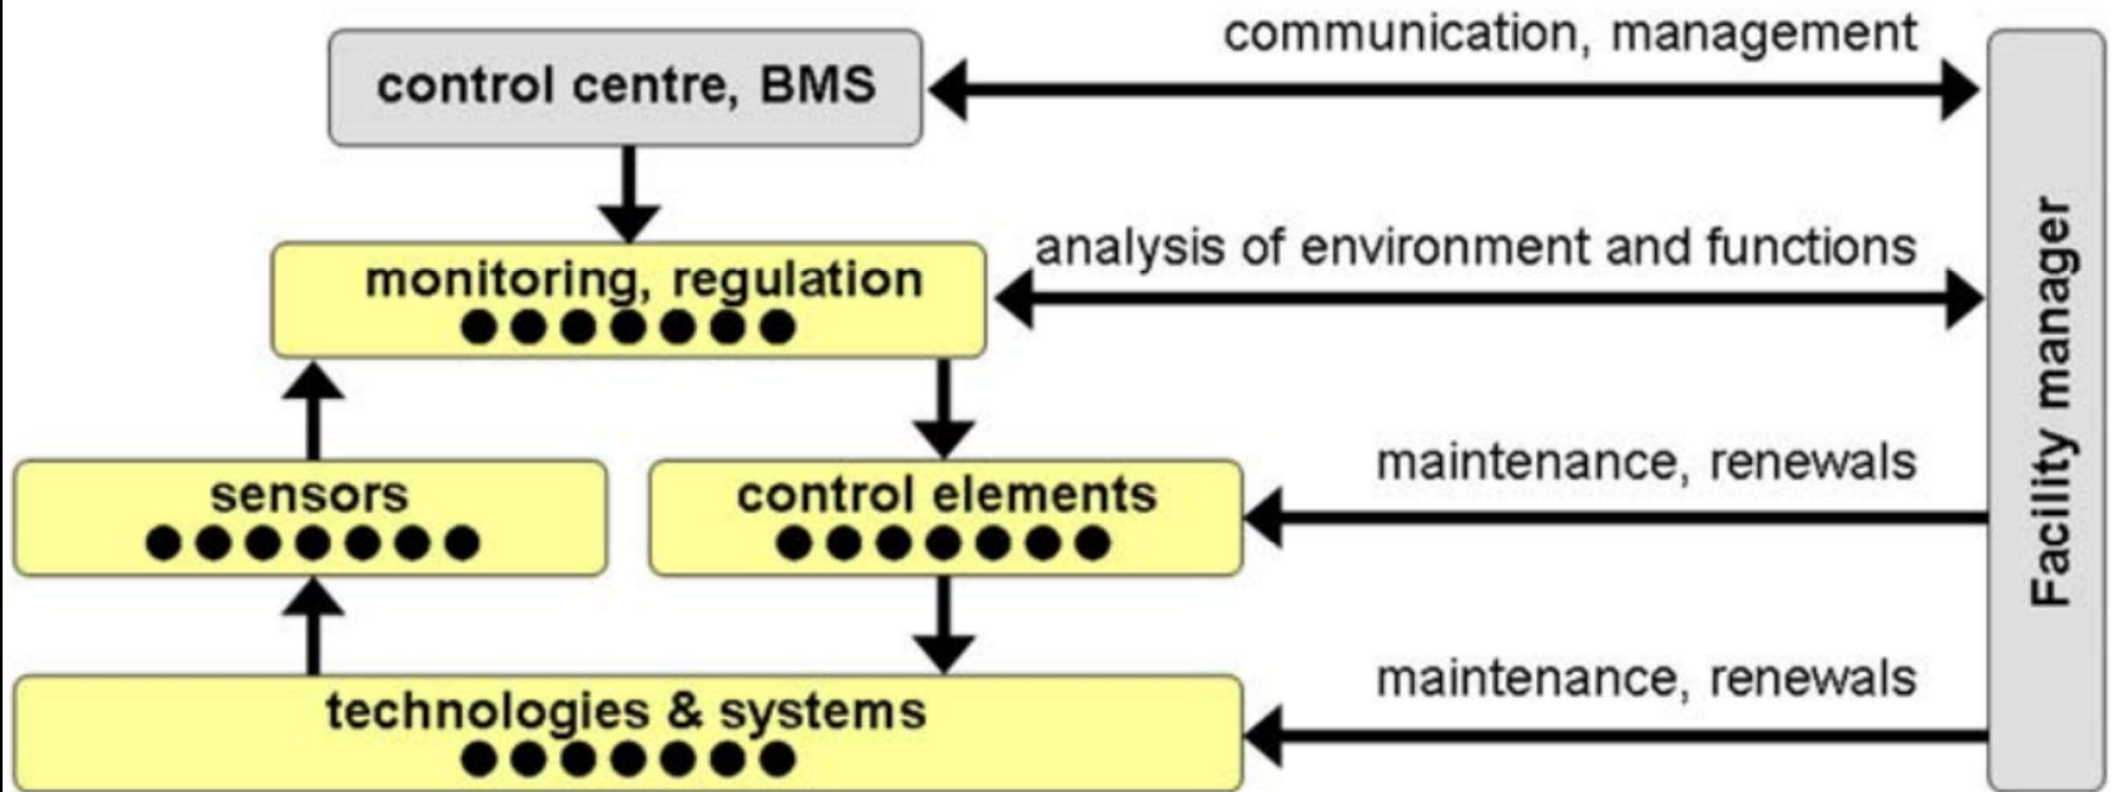 communication, management
control centre, BMS
analysis of environment and functions
monitoring, regulation
maintenance, renewals
sensors
control elements
maintenance, renewals
technologies & systems
Facility manager